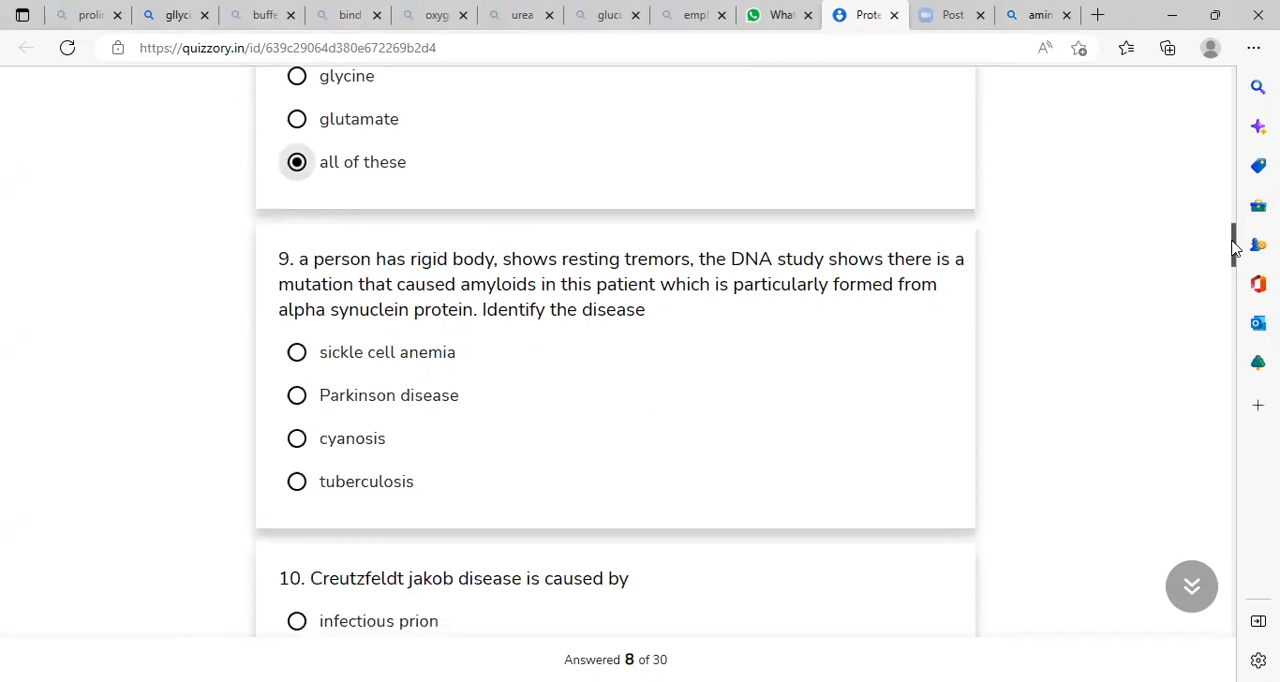 proli
gllyci
buffe
bind
oxyg
urea
gluco
empl
What
Prote
Post
amin
https://quizzory.in/id/639c29064d380e672269b2d4
glycine
glutamate
all of these
9. a person has rigid body, shows resting tremors, the DNA study shows there is a
mutation that caused amyloids in this patient which is particularly formed from
alpha synuclein protein. Identify the disease
sickle cell anemia
Parkinson disease
cyanosis
tuberculosis
10. Creutzfeldt jakob disease is caused by
infectious prion
Answered 8 of 30